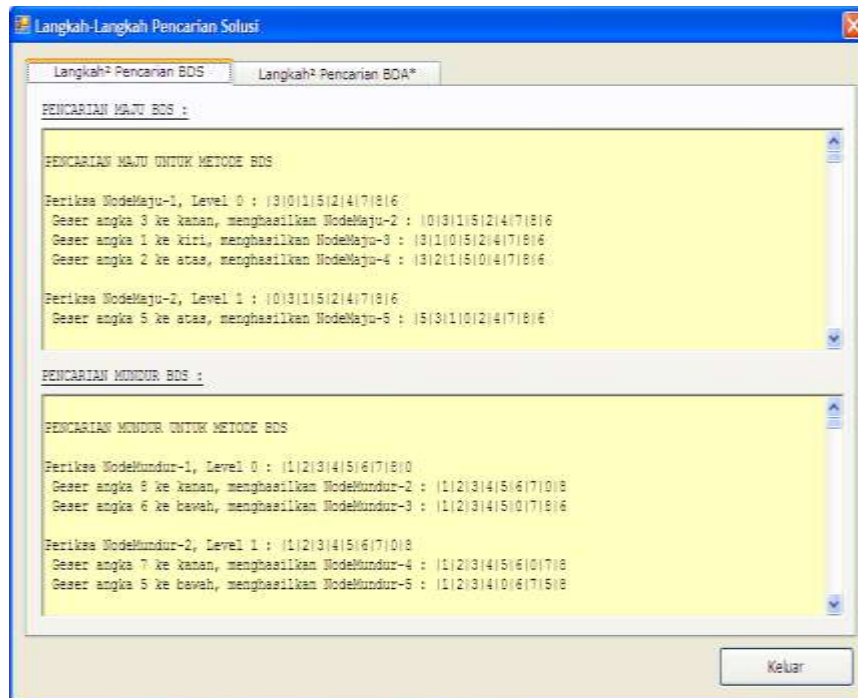 Langkah-Langkah Pencarian Solusi
Langkah² Pencarian BDS
Langkah² Pencarian BDA*
PENCARIAN MAJU BDS :
PENCARIAN MAJU UNTUK METODE BDS
Periksa NodeMaju-1, Level 0 : |3|0|1|5|2|4|7|8|6
Geser angka 3 ke kanan, menghasilkan NodeMaju-2 : |0|3|1|5|2|4|7|8|6
Geser angka 1 ke kiri, menghasilkan NodeMaju-3 : |3|1|0|5|2|4|7|8|6
Geser angka 2 ke atas, menghasilkan NodeMaju-4 : |3|2|1|5|0|4|7|8|6
Periksa NodeMaju-2, Level 1 : |0|3|1|5|2|4|7|8|6
Geser angka 5 ke atas, menghasilkan NodeMaju-5 : |5|3|1|0|2|4|7|8|6
PENCARIAN MUNDUR BDS :
PENCARIAN MUNDUR UNTUK METODE BDS
Periksa NodeMundur-1, Level 0 : |1|2|3|4|5|6|7|8|0
Geser angka 8 ke kanan, menghasilkan NodeMundur-2 : |1|2|3|4|5|6|7|0|8
Geser angka 6 ke bawah, menghasilkan NodeMundur-3 : |1|2|3|4|5|0|7|8|6
Periksa NodeMundur-2, Level 1 : |1|2|3|4|5|6|7|0|8
Geser angka 7 ke kanan, menghasilkan NodeMundur-4 : |1|2|3|4|5|6|0|7|8
Geser angka 5 ke bawah, menghasilkan NodeMundur-5 : |1|2|3|4|0|6|7|5|8
Keluar